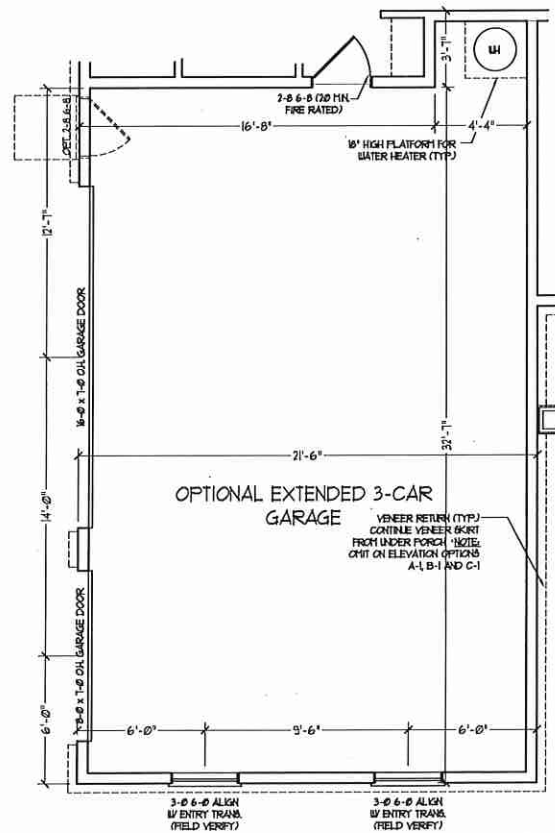 3'-7"
WH
2-8 6-8 (20 MIN.
FIRE RATED)
OPT. 2-8 6-8
16'-8"
4'-4"
18" HIGH PLATFORM FOR
WATER HEATER (TYP.)
12'-7"
16-0 x 7-0 O.H. GARAGE DOOR
32'-7"
21'-6"
OPTIONAL EXTENDED 3-CAR
GARAGE
VENEER RETURN (TYP.)
CONTINUE VENEER SKIRT
FROM UNDER PORCH *NOTE:
OMIT ON ELEVATION OPTIONS
A-1, B-1 AND C-1
14'-0"
8-0 x 7-0 O.H. GARAGE DOOR
6'-0"
6'-0"
9'-6"
6'-0"
3-0 6-0 ALIGN
W/ ENTRY TRANS.
(FIELD VERIFY)
3-0 6-0 ALIGN
W/ ENTRY TRANS.
(FIELD VERIFY)